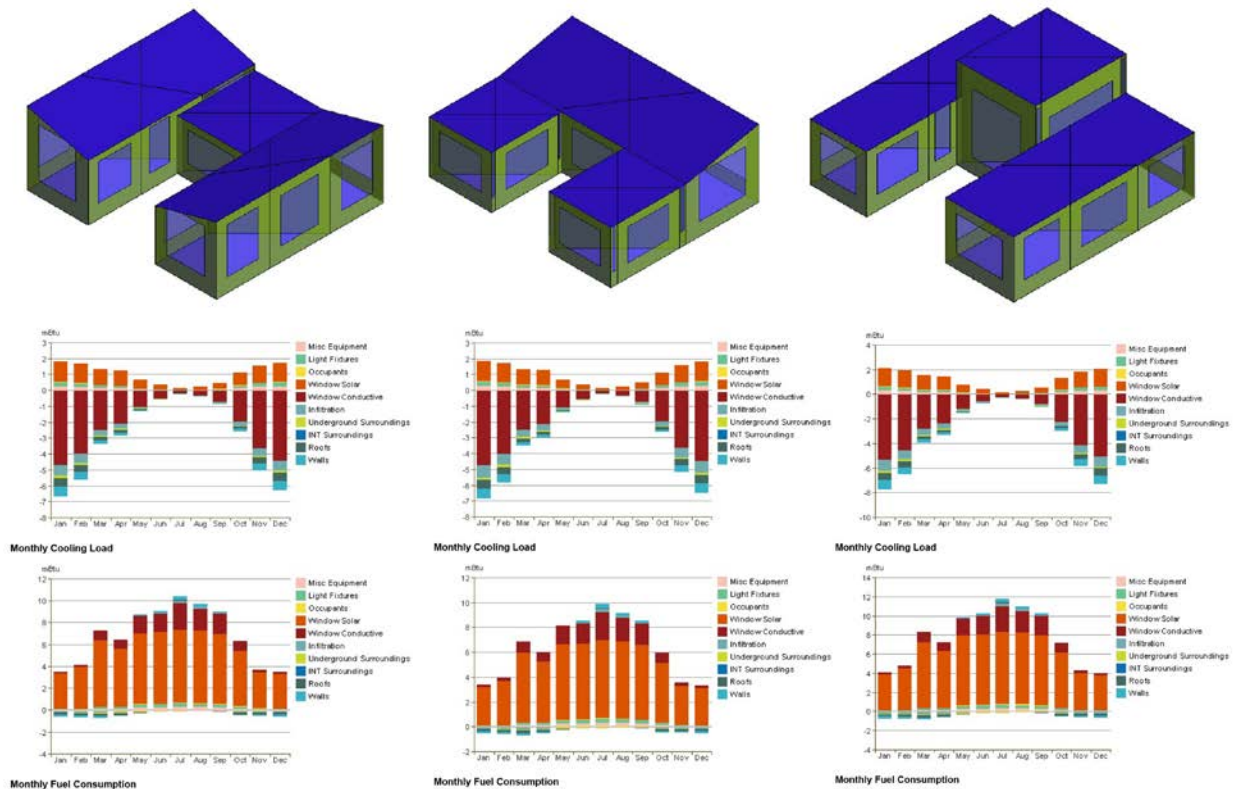 mBtu
3
2
1
0
-1
-2
-3
-4
-5
-6
-7
-8
Jan Feb Mar Apr May Jun Jul Aug Sep Oct Nov Dec
Misc Equipment
Light Fixtures
Occupants
Window Solar
Window Conductive
Infiltration
Underground Surroundings
INT Surroundings
Roofs
Walls
Monthly Cooling Load
mBtu
3
2
1
0
-1
-2
-3
-4
-5
-6
-7
-8
Jan Feb Mar Apr May Jun Jul Aug Sep Oct Nov Dec
Misc Equipment
Light Fixtures
Occupants
Window Solar
Window Conductive
Infiltration
Underground Surroundings
INT Surroundings
Roofs
Walls
Monthly Cooling Load
mBtu
4
2
0
-2
-4
-6
-8
-10
Jan Feb Mar Apr May Jun Jul Aug Sep Oct Nov Dec
Misc Equipment
Light Fixtures
Occupants
Window Solar
Window Conductive
Infiltration
Underground Surroundings
INT Surroundings
Roofs
Walls
Monthly Cooling Load
mBtu
12
10
8
6
4
2
0
-2
-4
Jan Feb Mar Apr May Jun Jul Aug Sep Oct Nov Dec
Misc Equipment
Light Fixtures
Occupants
Window Solar
Window Conductive
Infiltration
Underground Surroundings
INT Surroundings
Roofs
Walls
Monthly Fuel Consumption
mBtu
12
10
8
6
4
2
0
-2
Jan Feb Mar Apr May Jun Jul Aug Sep Oct Nov Dec
Misc Equipment
Light Fixtures
Occupants
Window Solar
Window Conductive
Infiltration
Underground Surroundings
INT Surroundings
Roofs
Walls
Monthly Fuel Consumption
mBtu
14
12
10
8
6
4
2
0
-2
-4
Jan Feb Mar Apr May Jun Jul Aug Sep Oct Nov Dec
Misc Equipment
Light Fixtures
Occupants
Window Solar
Window Conductive
Infiltration
Underground Surroundings
INT Surroundings
Roofs
Walls
Monthly Fuel Consumption